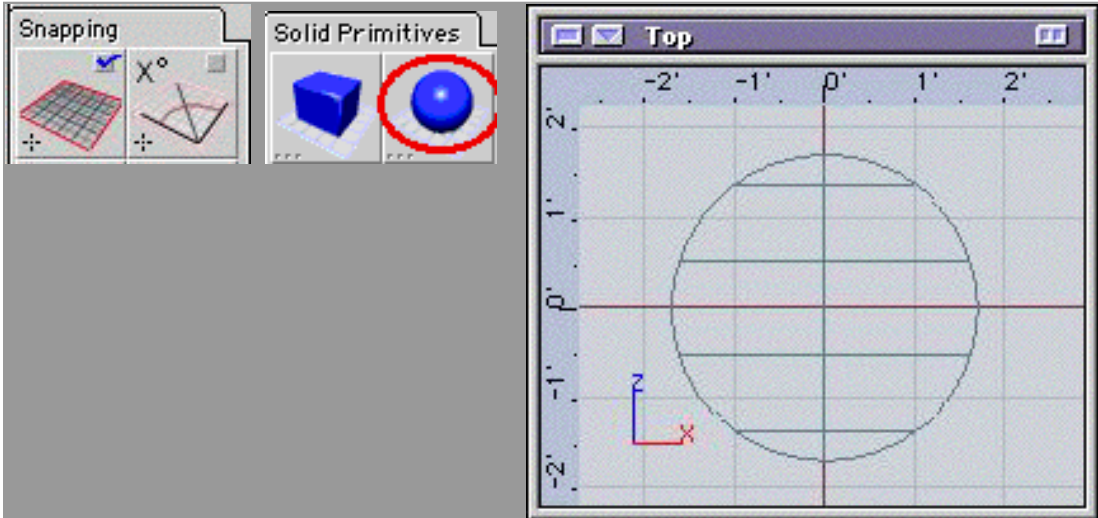 Snapping
X°
Solid Primitives
Top
-2' -1' 0' 1' 2'
2'
1'
0'
-1'
-2'
z
x